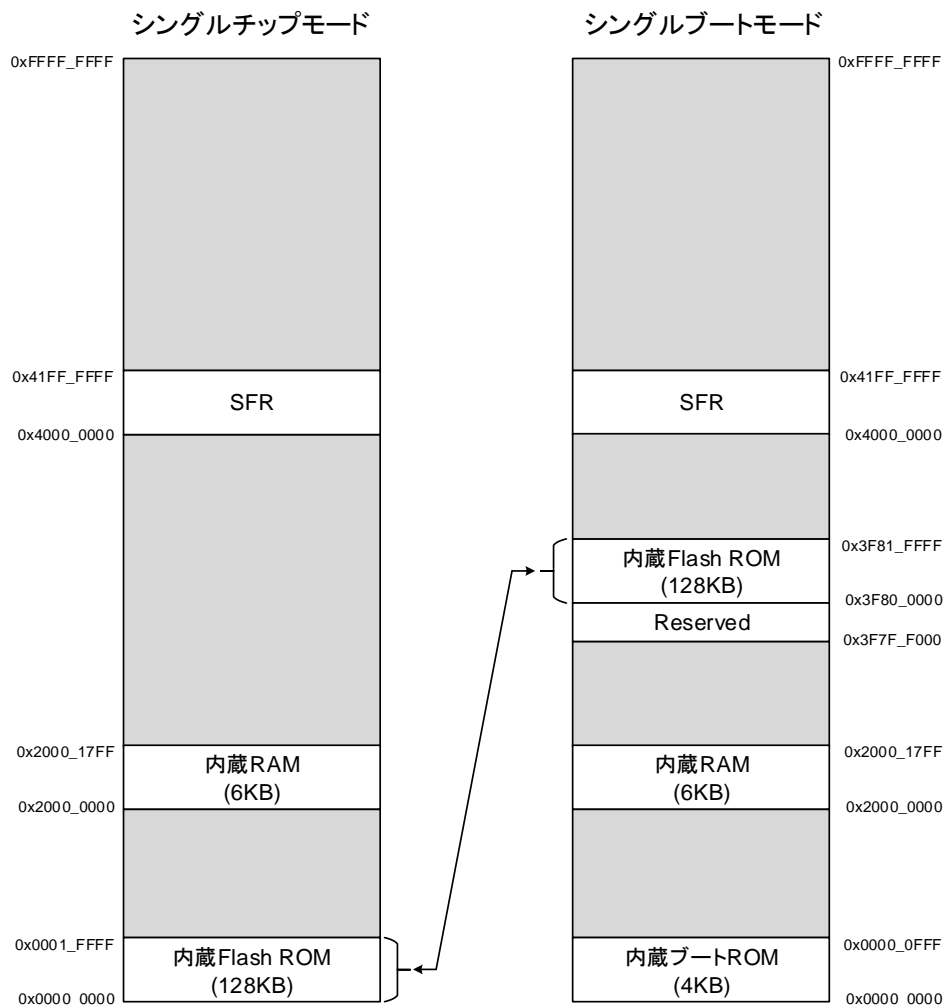 シングルチップモード
0xFFFF_FFFF
0x41FF_FFFF
SFR
0x4000_0000
0x2000_17FF
内蔵RAM
(6KB)
0x2000_0000
0x0001_FFFF
内蔵Flash ROM
(128KB)
0x0000_0000
シングルブートモード
0xFFFF_FFFF
0x41FF_FFFF
SFR
0x4000_0000
0x3F81_FFFF
内蔵Flash ROM
(128KB)
0x3F80_0000
Reserved
0x3F7F_F000
0x2000_17FF
内蔵RAM
(6KB)
0x2000_0000
0x0000_0FFF
内蔵ブートROM
(4KB)
0x0000_0000